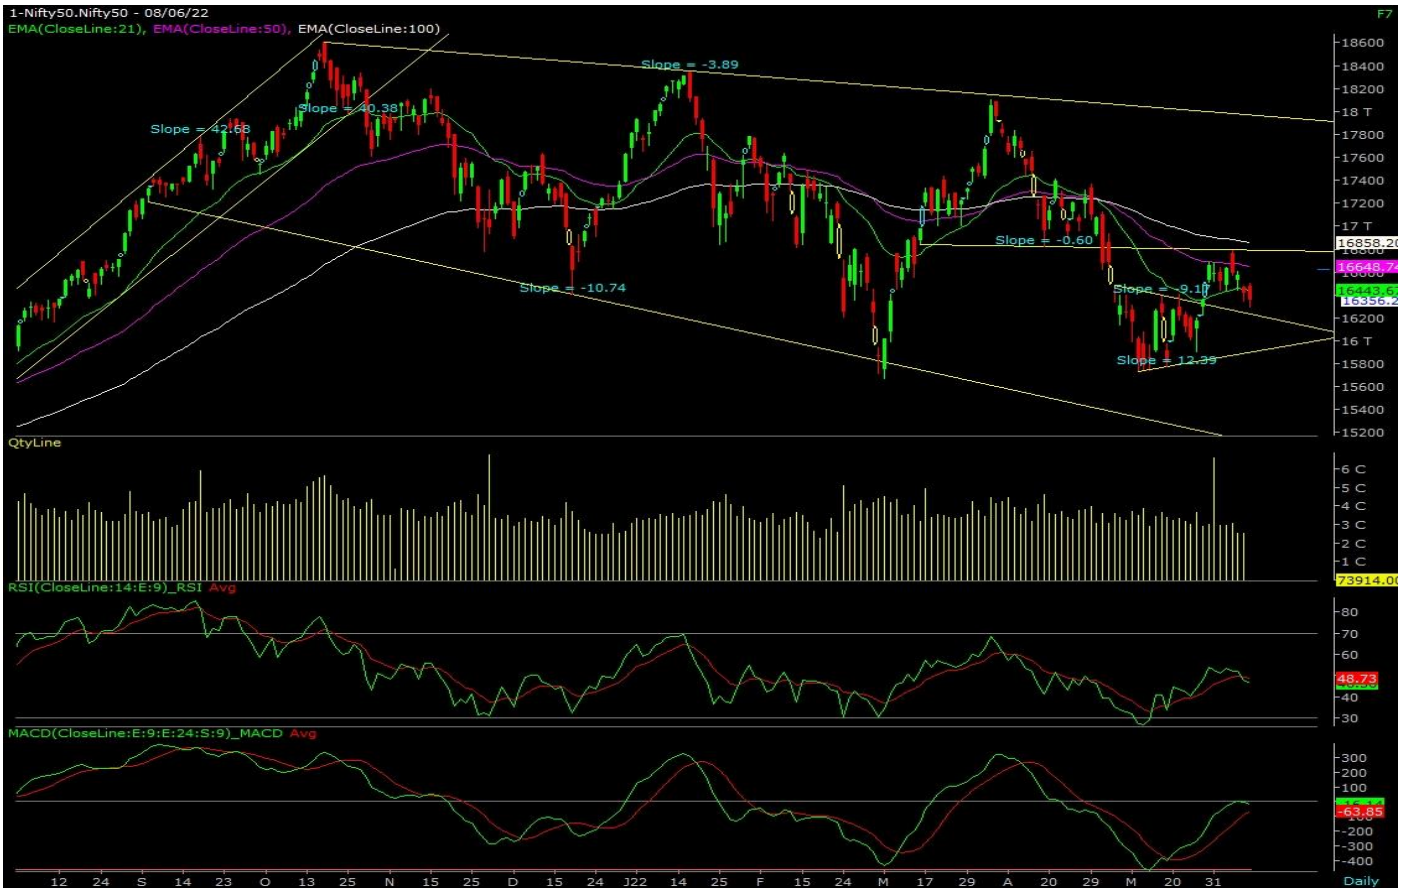 1-Nifty50.Nifty50 - 08/06/22
F7
EMA(CloseLine:21), EMA(CloseLine:50), EMA(CloseLine:100)
18600
Slope = -3.89
18400
18200
Slope = 40.38
18 T
Slope = 42.68
17800
17600
17400
17200
17 T
Slope = -0.60
16858.20
16800
16648.74
16600
Slope = -10.74
Slope = -9.17
16443.67
16356.2
16200
16 T
Slope = 12.39
15800
15600
15400
15200
QtyLine
6 C
5 C
4 C
3 C
2 C
1 C
73914.00
RSI(CloseLine:14:E:9)_RSI Avg
80
70
60
48.73
40
30
MACD(CloseLine:E:9:E:24:S:9)_MACD Avg
300
200
100
-16.14
-63.85
-100
-200
-300
-400
12 24 S 14 23 O 13 25 N 15 25 D 15 24 J22 14 25 F 15 24 M 17 29 A 20 29 M 20 31 Daily